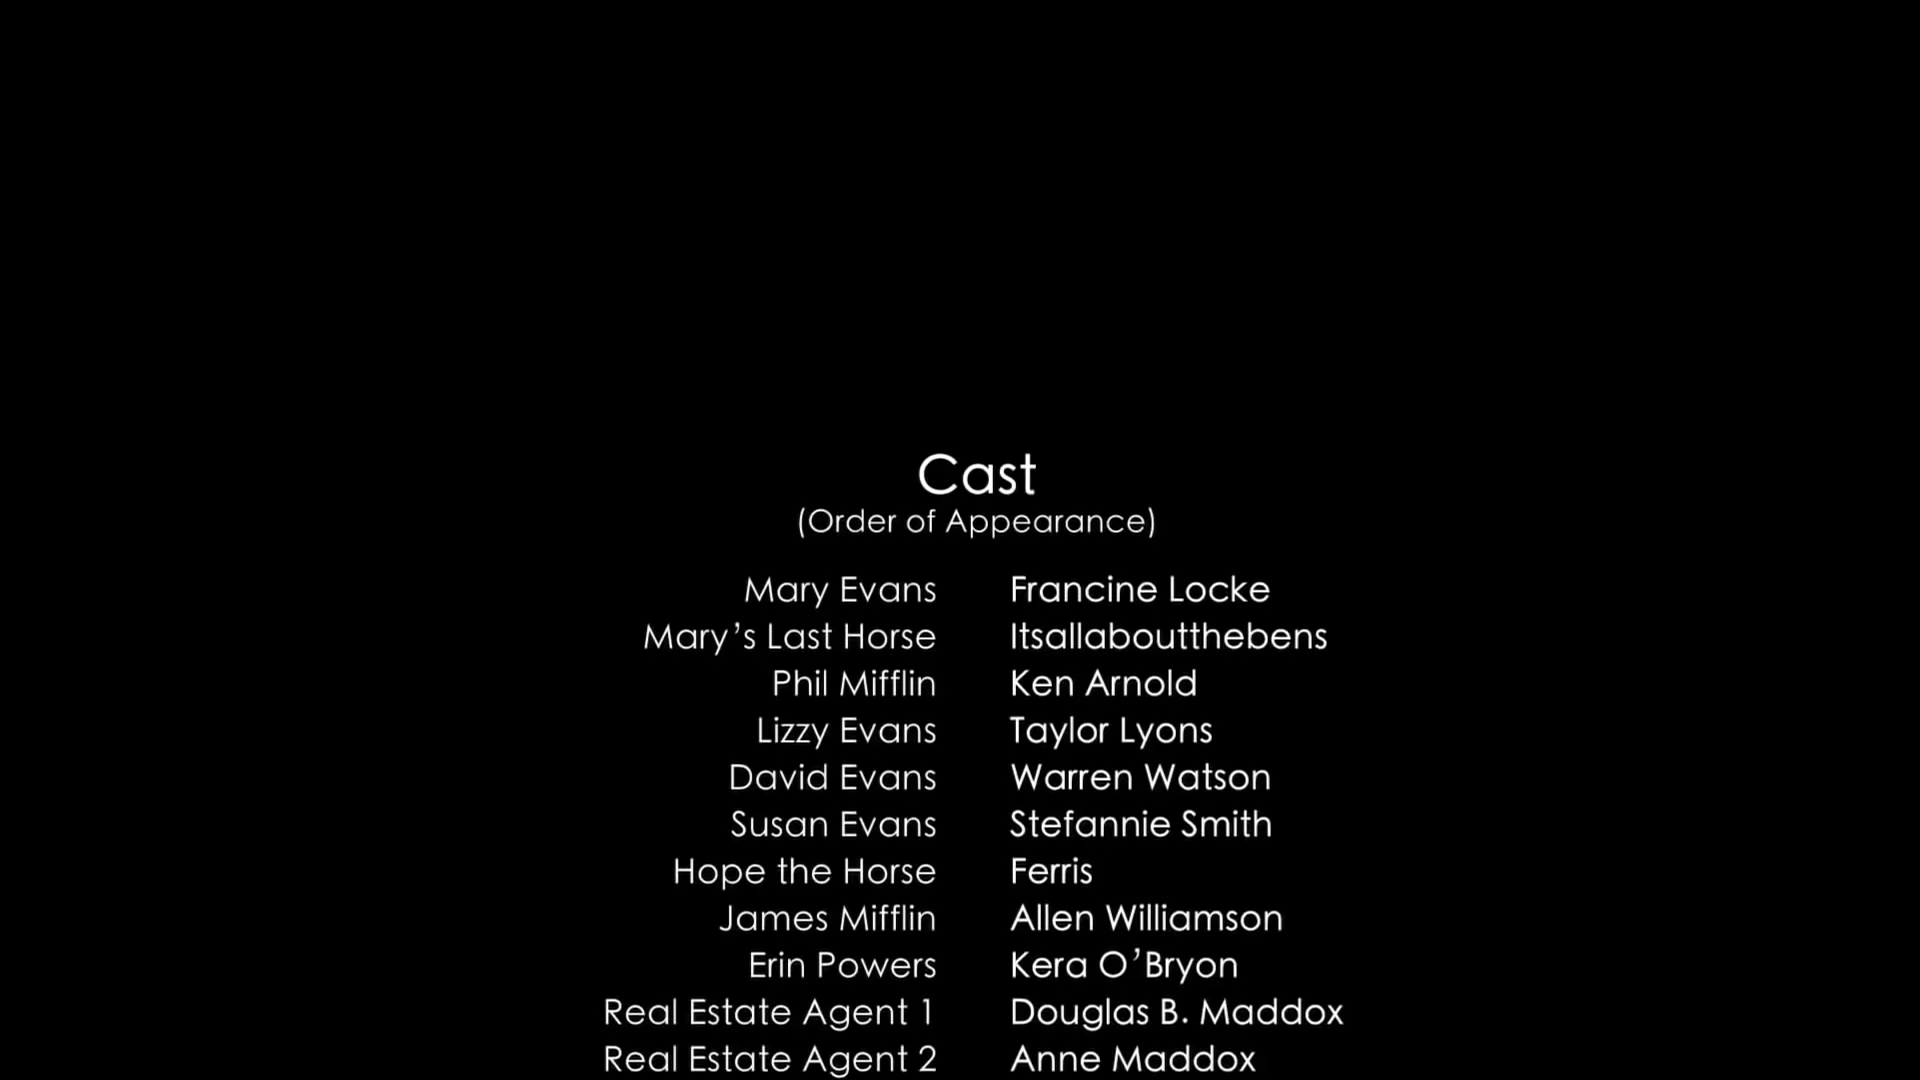 Cast
(Order of Appearance)
Mary Evans Francine Locke
Mary’s Last Horse Itsallaboutthebens
Phil Mifflin Ken Arnold
Lizzy Evans Taylor Lyons
David Evans Warren Watson
Susan Evans Stefannie Smith
Hope the Horse Ferris
James Mifflin Allen Williamson
Erin Powers Kera O’Bryon
Real Estate Agent 1 Douglas B. Maddox
Real Estate Agent 2 Anne Maddox